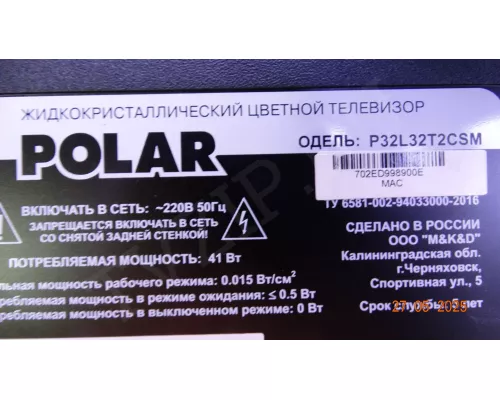 ЖИДКОКРИСТАЛЛИЧЕСКИЙ ЦВЕТНОЙ ТЕЛЕВИЗОР
POLAR
ОДЕЛЬ: P32L32T2CSM
702ED998900E
MAC
ТУ 6581-002-94033000-2016
ВКЛЮЧАТЬ В СЕТЬ: ~220В 50Гц
ЗАПРЕЩАЕТСЯ ВКЛЮЧАТЬ В СЕТЬ
СО СНЯТОЙ ЗАДНЕЙ СТЕНКОЙ!
ПОТРЕБЛЯЕМАЯ МОЩНОСТЬ: 41 Вт
льная мощность рабочего режима: 0.015 Вт/см²
ребляемая мощность в режиме ожидания: ≤ 0.5 Вт
требляемая мощность в выключенном режиме: 0 Вт
СДЕЛАНО В РОССИИ
ООО "M&K&D"
Калининградская обл.
г.Черняховск,
Спортивная ул., 5
Срок службы: лет